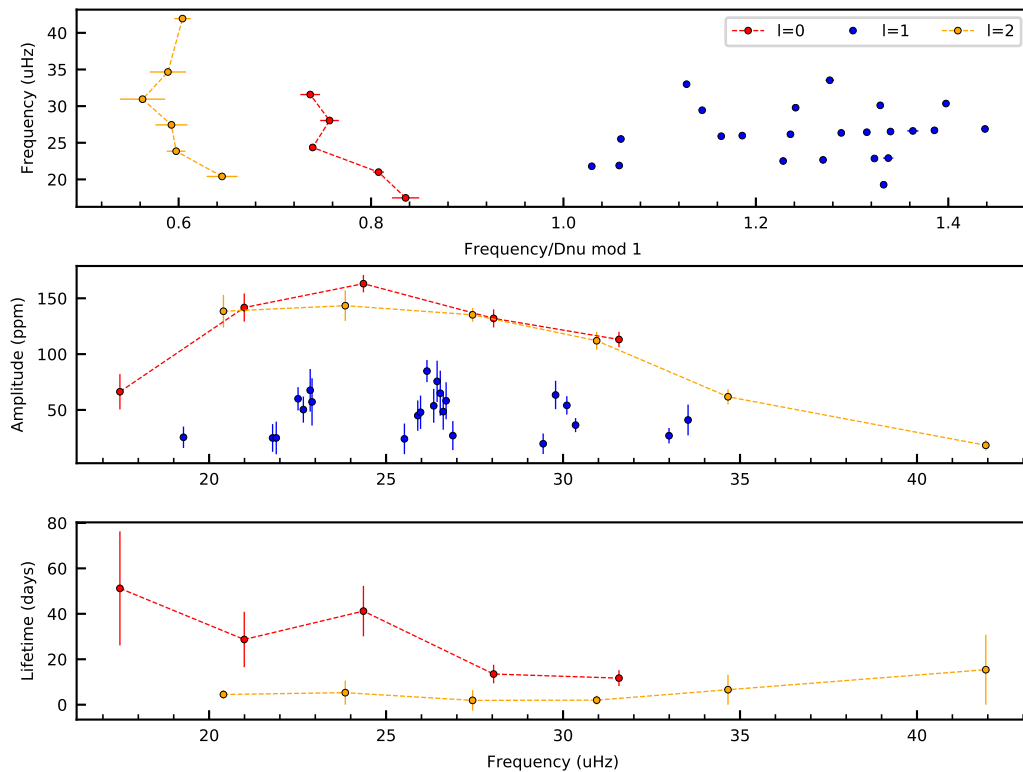 40
30
20
Frequency (uHz)
l=0 l=1 l=2
0.6 0.8 1.0 1.2 1.4
Frequency/Dnu mod 1
150
100
50
Amplitude (ppm)
20 25 30 35 40
80
60
40
20
0
Lifetime (days)
20 25 30 35 40
Frequency (uHz)